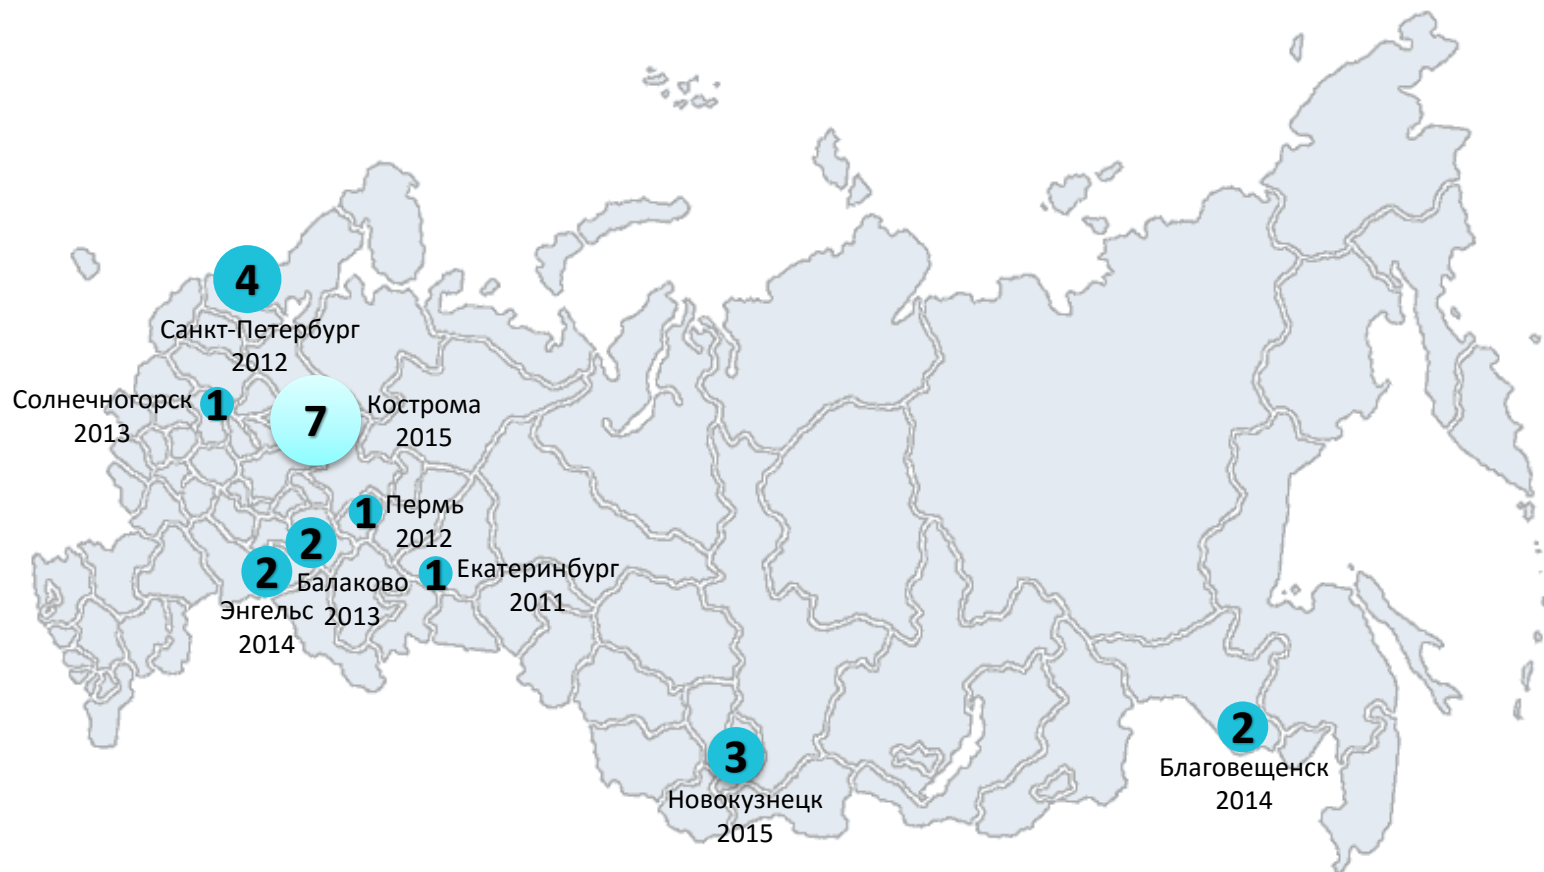 4
Санкт-Петербург
2012
1
Солнечногорск
2013
7
Кострома
2015
1
Пермь
2012
2
Балаково
2013
2
Энгельс
2014
1
Екатеринбург
2011
3
Новокузнецк
2015
2
Благовещенск
2014